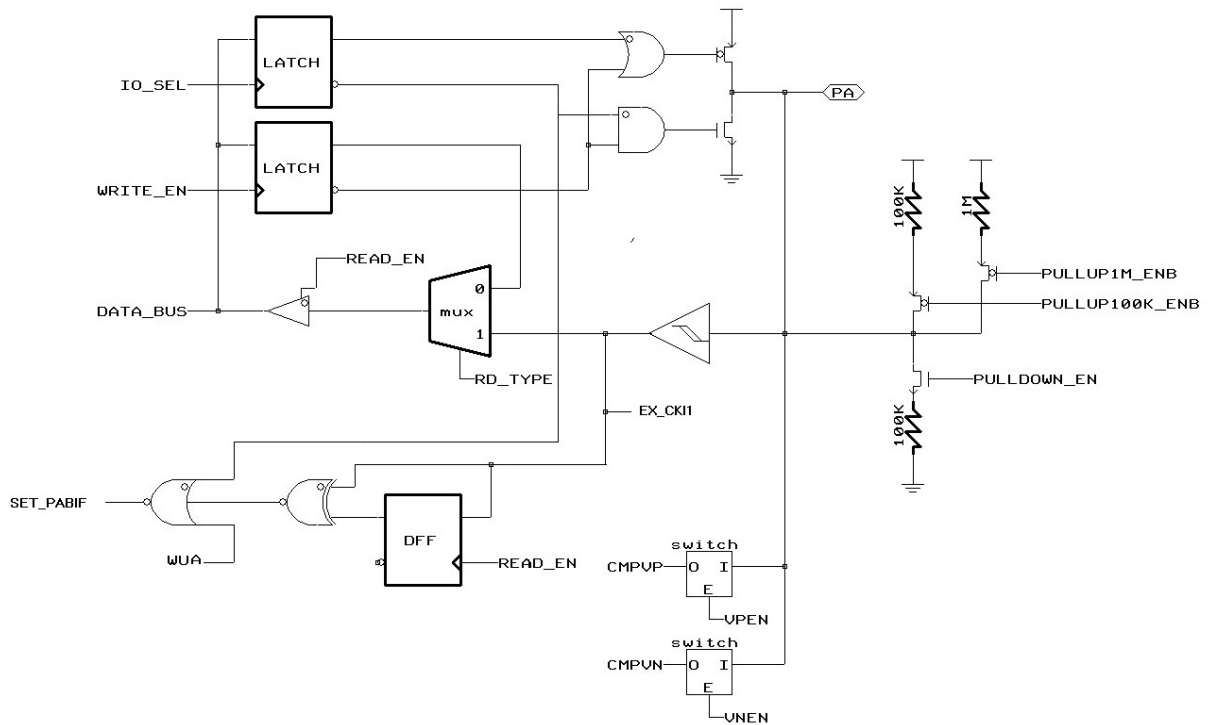 LATCH
IO_SEL
PA
LATCH
WRITE_EN
100K
1M
READ_EN
PULLUP1M_ENB
0
PULLUP100K_ENB
DATA_BUS
mux
1
RD_TYPE
PULLDOWN_EN
EX_CKI1
100K
SET_PABIF
DFF
WUA
READ_EN
switch
CMPVP
O I
E
VPEN
switch
CMPVN
O I
E
VNEN